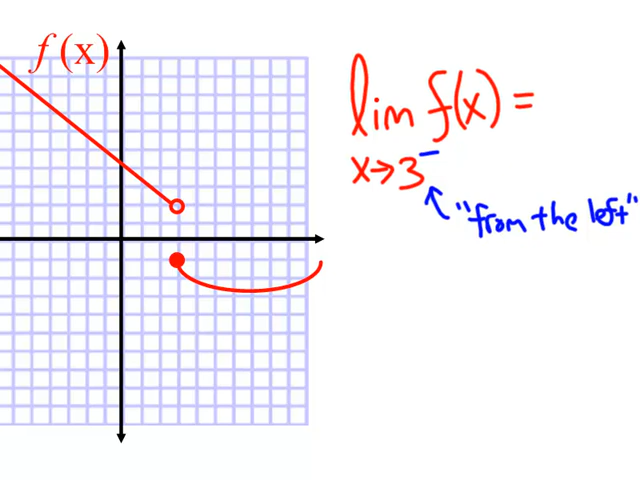 f (x)
lim f(x) =
x→3⁻
"from the left"